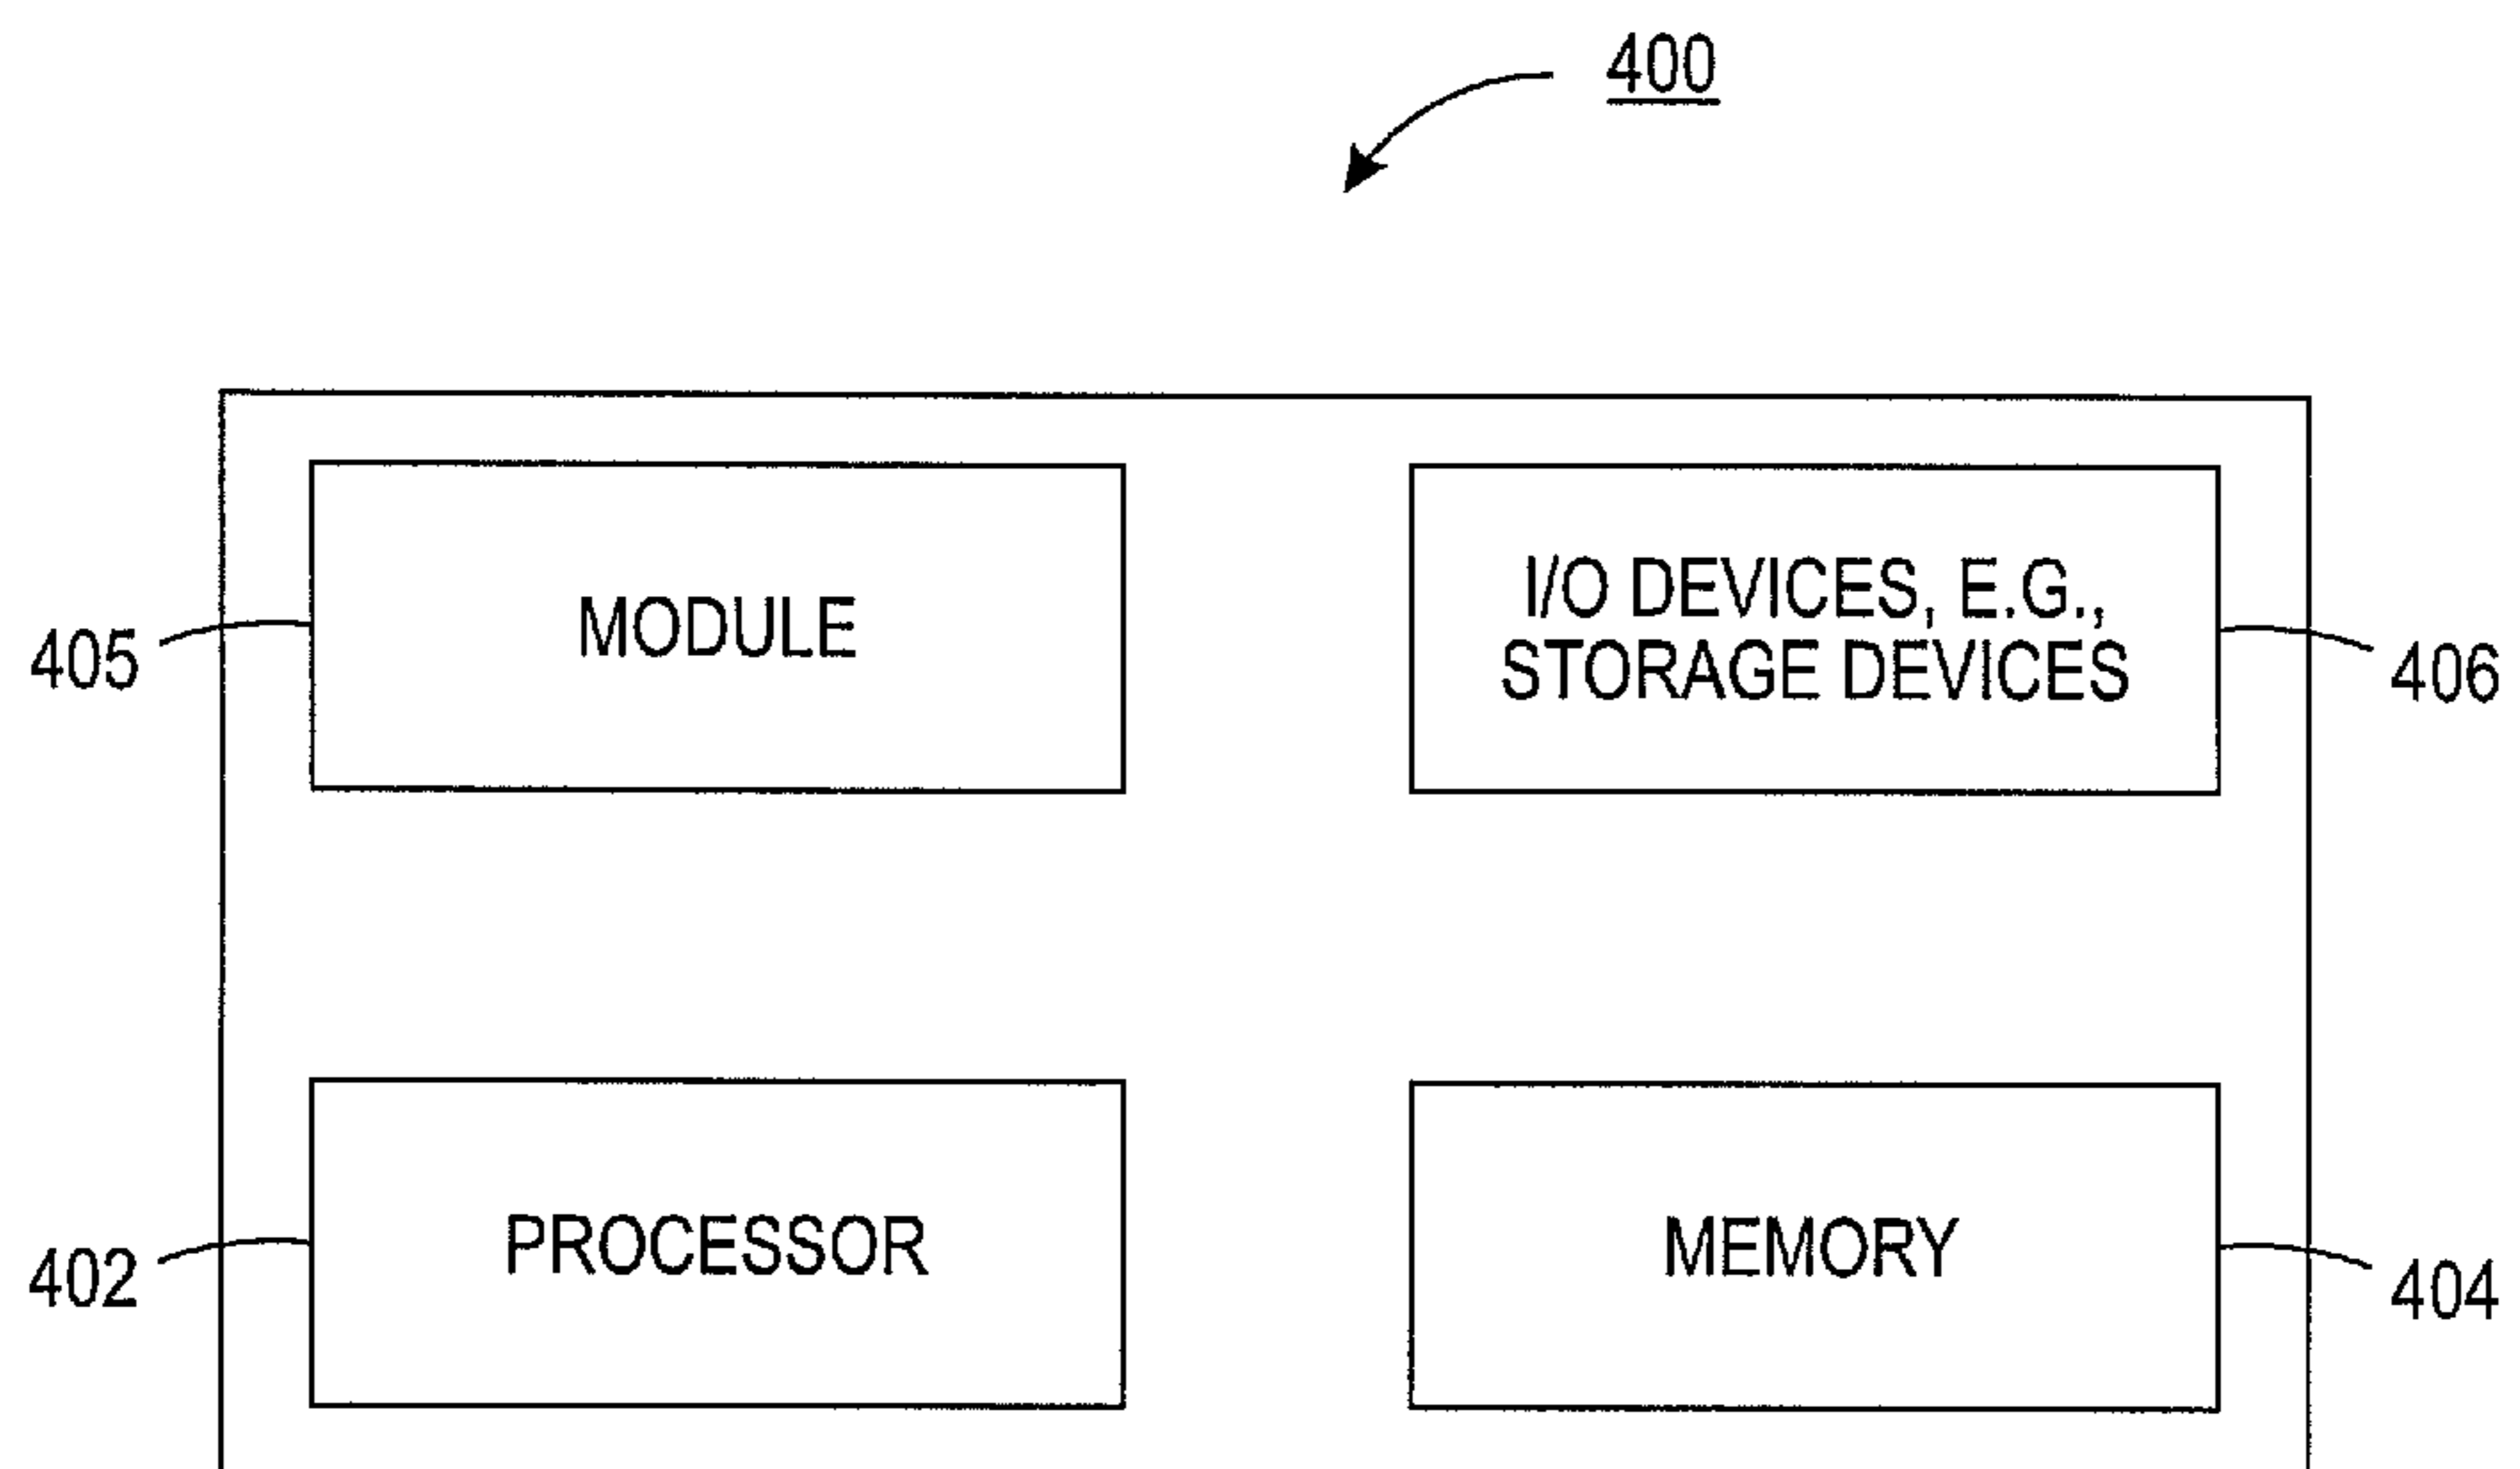 400
MODULE
I/O DEVICES, E.G.,
STORAGE DEVICES
405
406
PROCESSOR
MEMORY
402
404